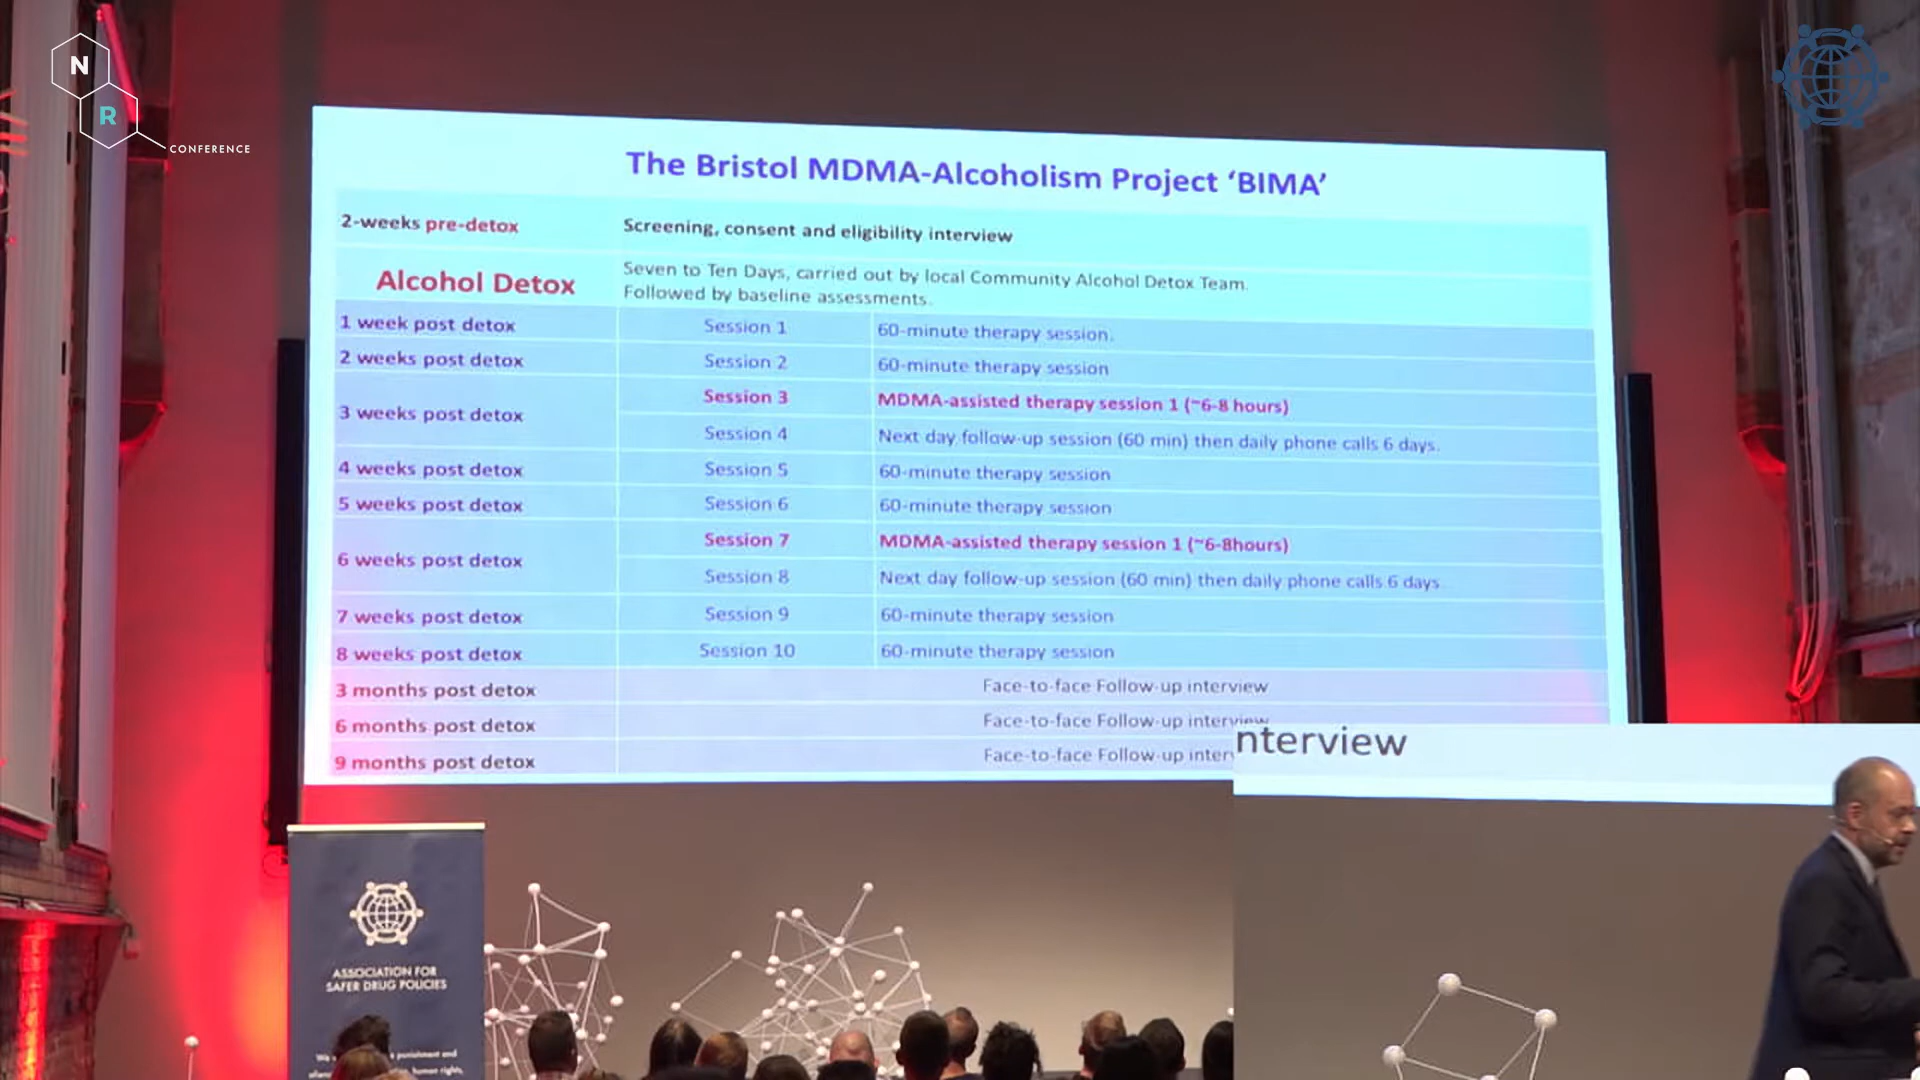 N
R
CONFERENCE
The Bristol MDMA-Alcoholism Project ‘BIMA’
2-weeks pre-detox Screening, consent and eligibility interview
Alcohol Detox Seven to Ten Days, carried out by local Community Alcohol Detox Team.
Followed by baseline assessments.
1 week post detox Session 1 60-minute therapy session.
2 weeks post detox Session 2 60-minute therapy session
3 weeks post detox Session 3 MDMA-assisted therapy session 1 (~6-8 hours)
Session 4 Next day follow-up session (60 min) then daily phone calls 6 days.
4 weeks post detox Session 5 60-minute therapy session
5 weeks post detox Session 6 60-minute therapy session
6 weeks post detox Session 7 MDMA-assisted therapy session 1 (~6-8hours)
Session 8 Next day follow-up session (60 min) then daily phone calls 6 days
7 weeks post detox Session 9 60-minute therapy session
8 weeks post detox Session 10 60-minute therapy session
3 months post detox Face-to-face Follow-up interview
6 months post detox Face-to-face Follow-up interview
9 months post detox Face-to-face Follow-up inter
nterview
ASSOCIATION FOR
SAFER DRUG POLICIES
We punishment and
human rights,